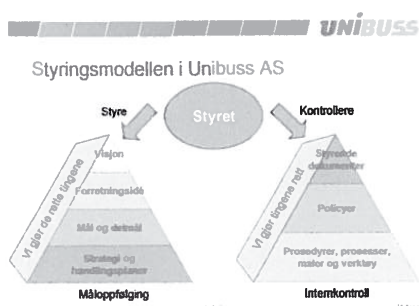 UNIBUSS
Styringsmodellen i Unibuss AS
Styre
Styret
Kontrollere
Visjon
Forretningsidé
Mål og delmål
Strategi og
handlingsplaner
Vi gjør de rette tingene
Måloppfølging
Styrende
dokumenter
Policyer
Prosedyrer, prosesser,
maler og verktøy
Vi gjør tingene rett
Internkontroll